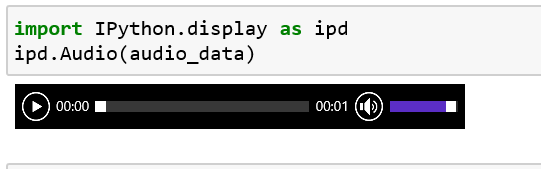 import IPython.display as ipd
ipd.Audio(audio_data)
00:00 00:01